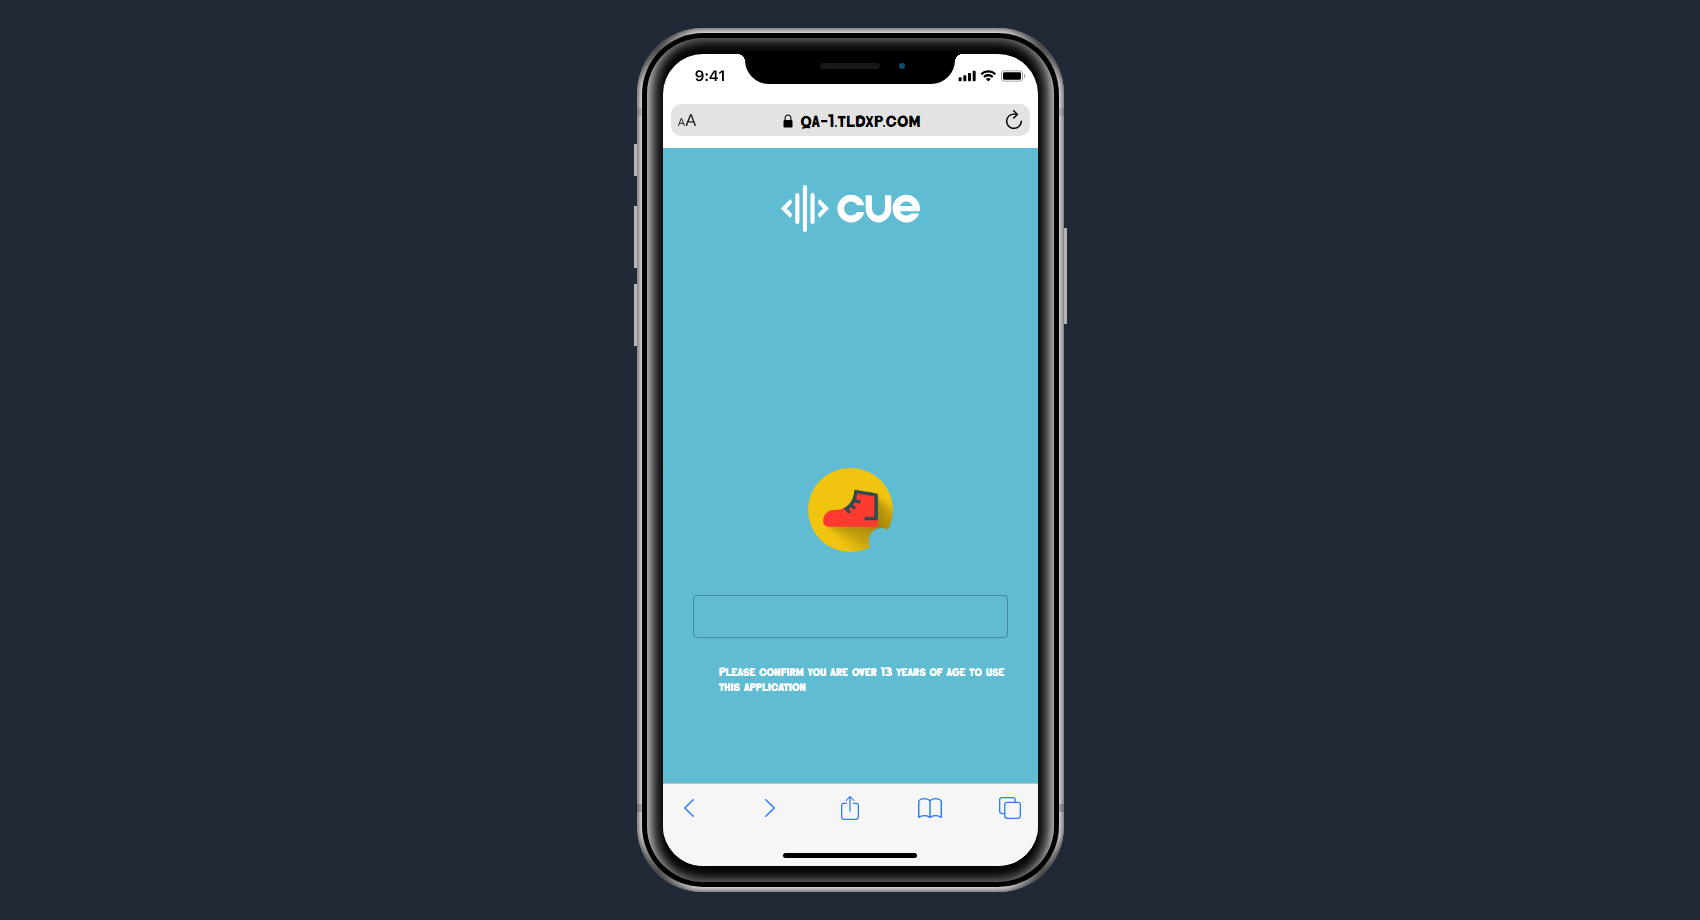 9:41
AA
QA-1.TLDXP.COM
cue
PLEASE CONFIRM YOU ARE OVER 13 YEARS OF AGE TO USE
THIS APPLICATION